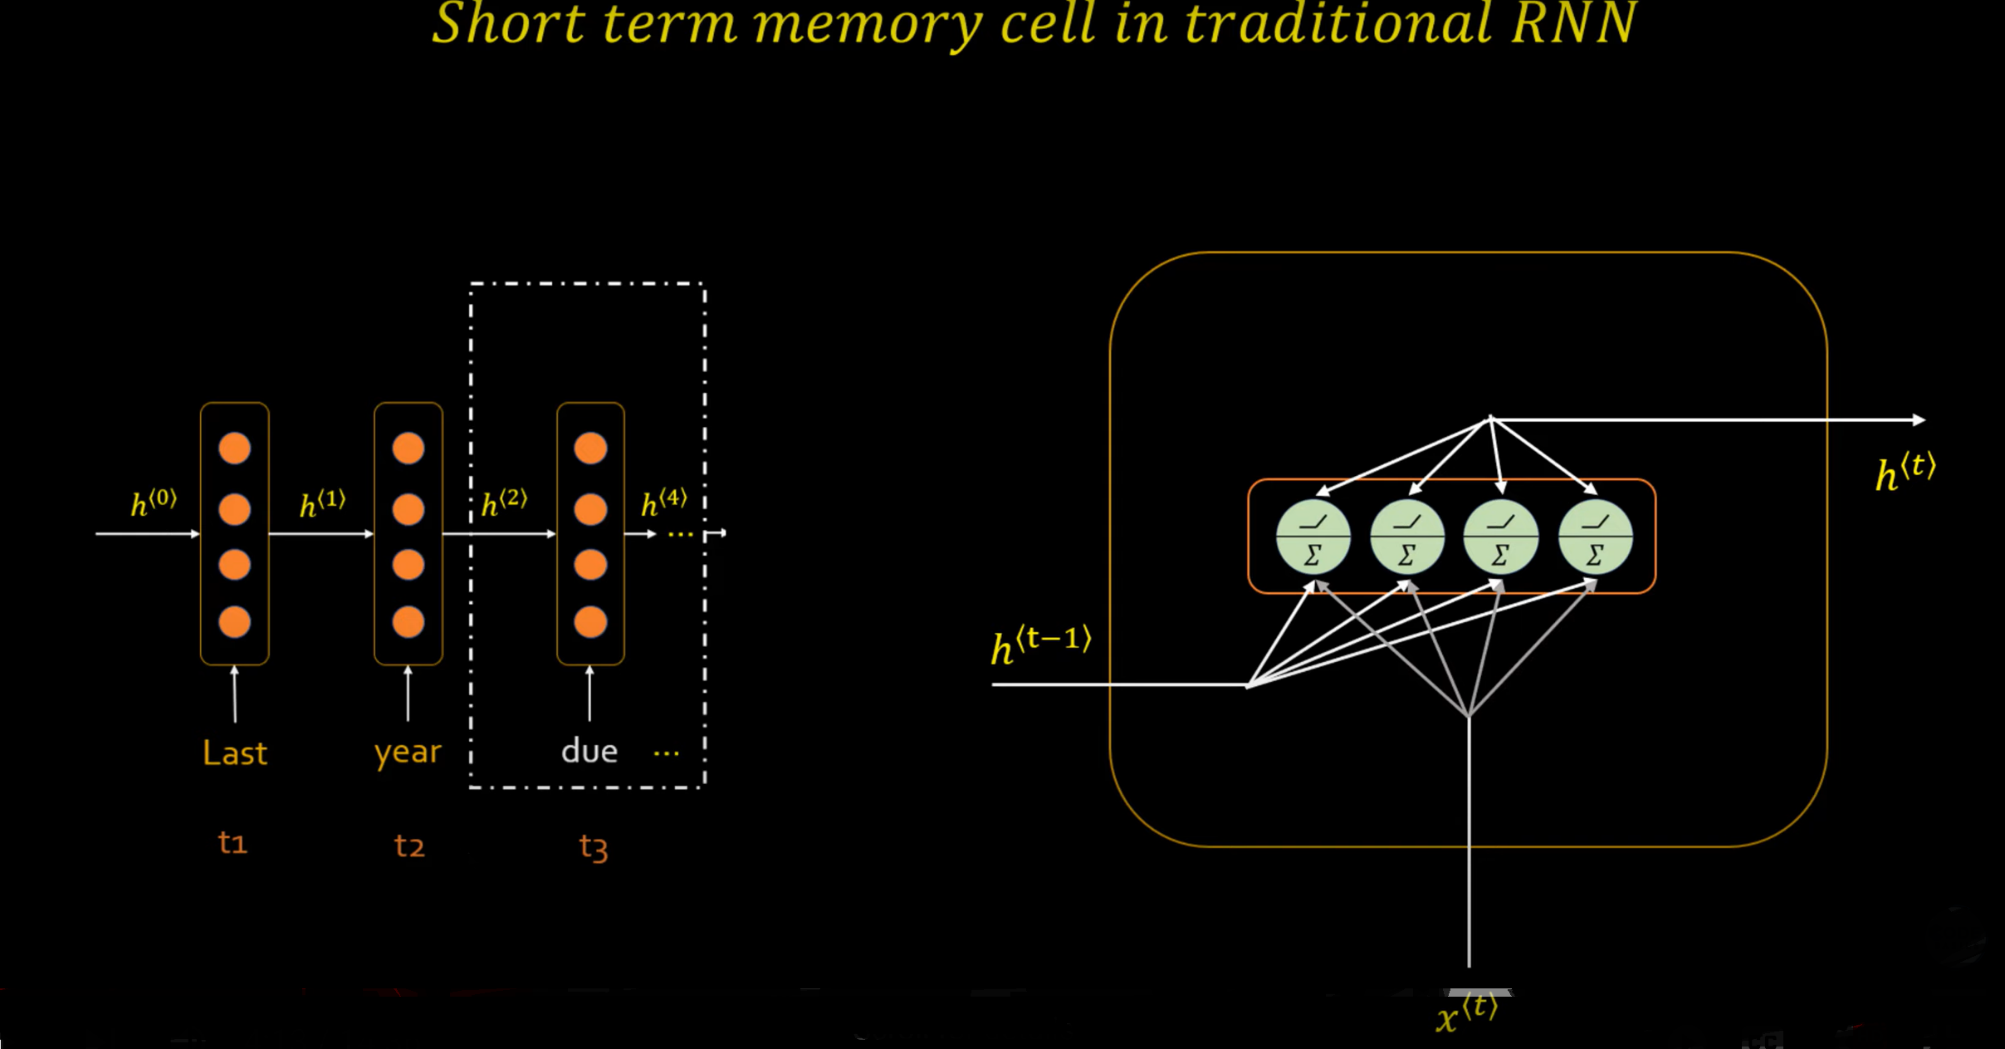 Short term memory cell in traditional RNN
h⟨0⟩ h⟨1⟩ h⟨2⟩ h⟨4⟩ ...
Last year due ...
t1 t2 t3
h⟨t⟩
Σ Σ Σ Σ
h⟨t−1⟩
x⟨t⟩